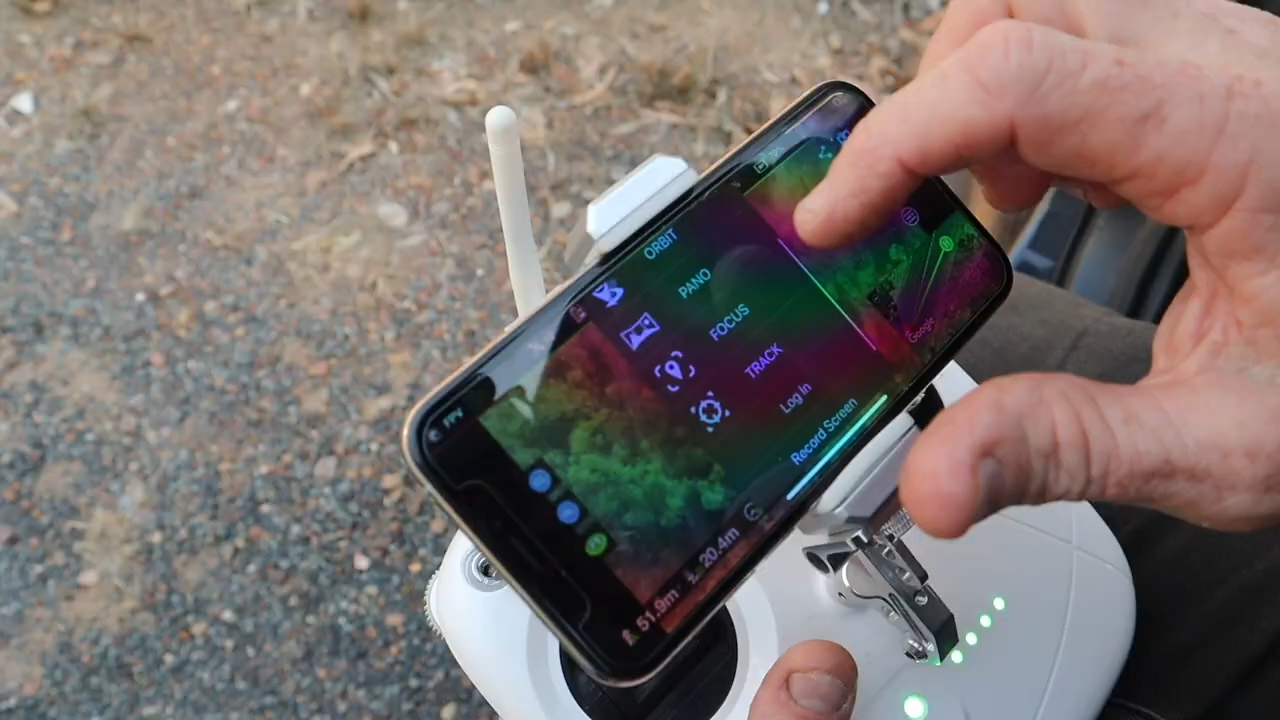 FPV
ORBIT
PANO
FOCUS
TRACK
Log In
Record Screen
51.9m
20.4m
Google